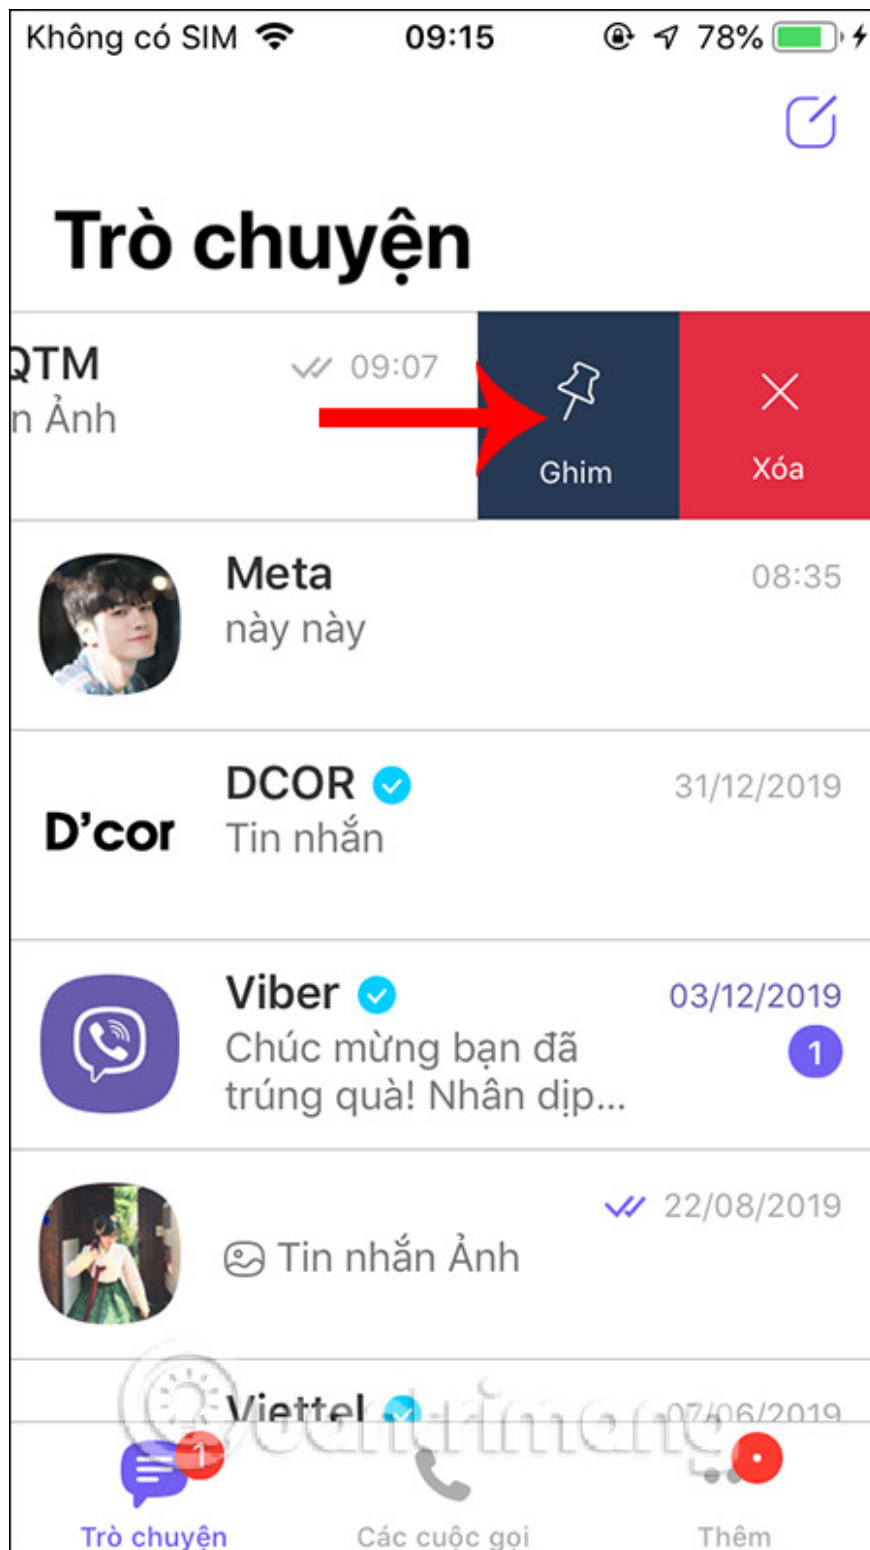 Không có SIM 09:15 78%
Trò chuyện
QTM 09:07
n Ảnh
Ghim
Xóa
Meta 08:35
này này
D'cor
DCOR 31/12/2019
Tin nhắn
Viber 03/12/2019
Chúc mừng bạn đã
trúng quà! Nhân dịp...
1
22/08/2019
Tin nhắn Ảnh
Viettel 07/06/2019
Quantrimang
1
Trò chuyện
Các cuộc gọi
Thêm